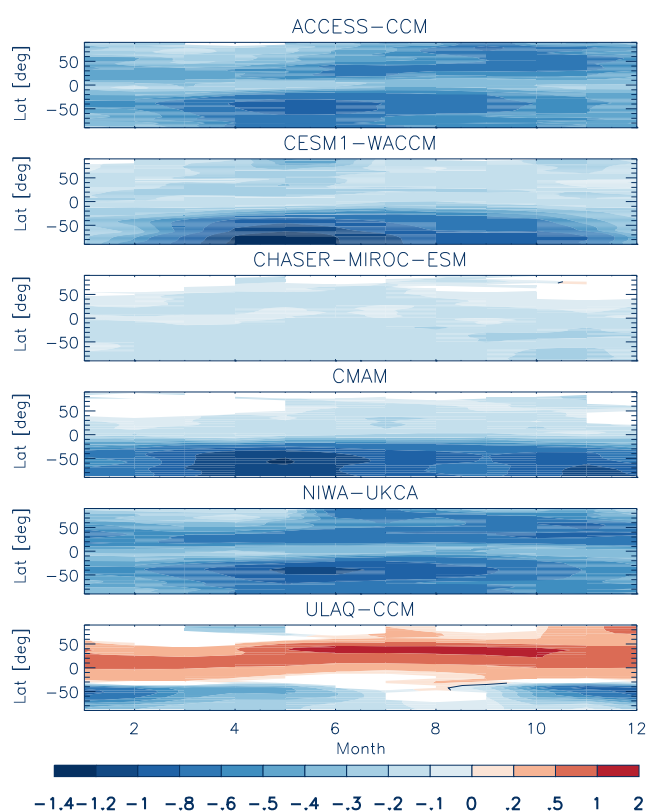 ACCESS-CCM
Lat [deg]
50
0
-50
CESM1-WACCM
Lat [deg]
50
0
-50
CHASER-MIROC-ESM
Lat [deg]
50
0
-50
CMAM
Lat [deg]
50
0
-50
NIWA-UKCA
Lat [deg]
50
0
-50
ULAQ-CCM
Lat [deg]
50
0
-50
2 4 6 8 10 12
Month
-1.4 -1.2 -1 -.8 -.6 -.5 -.4 -.3 -.2 -.1 0 .2 .5 1 2